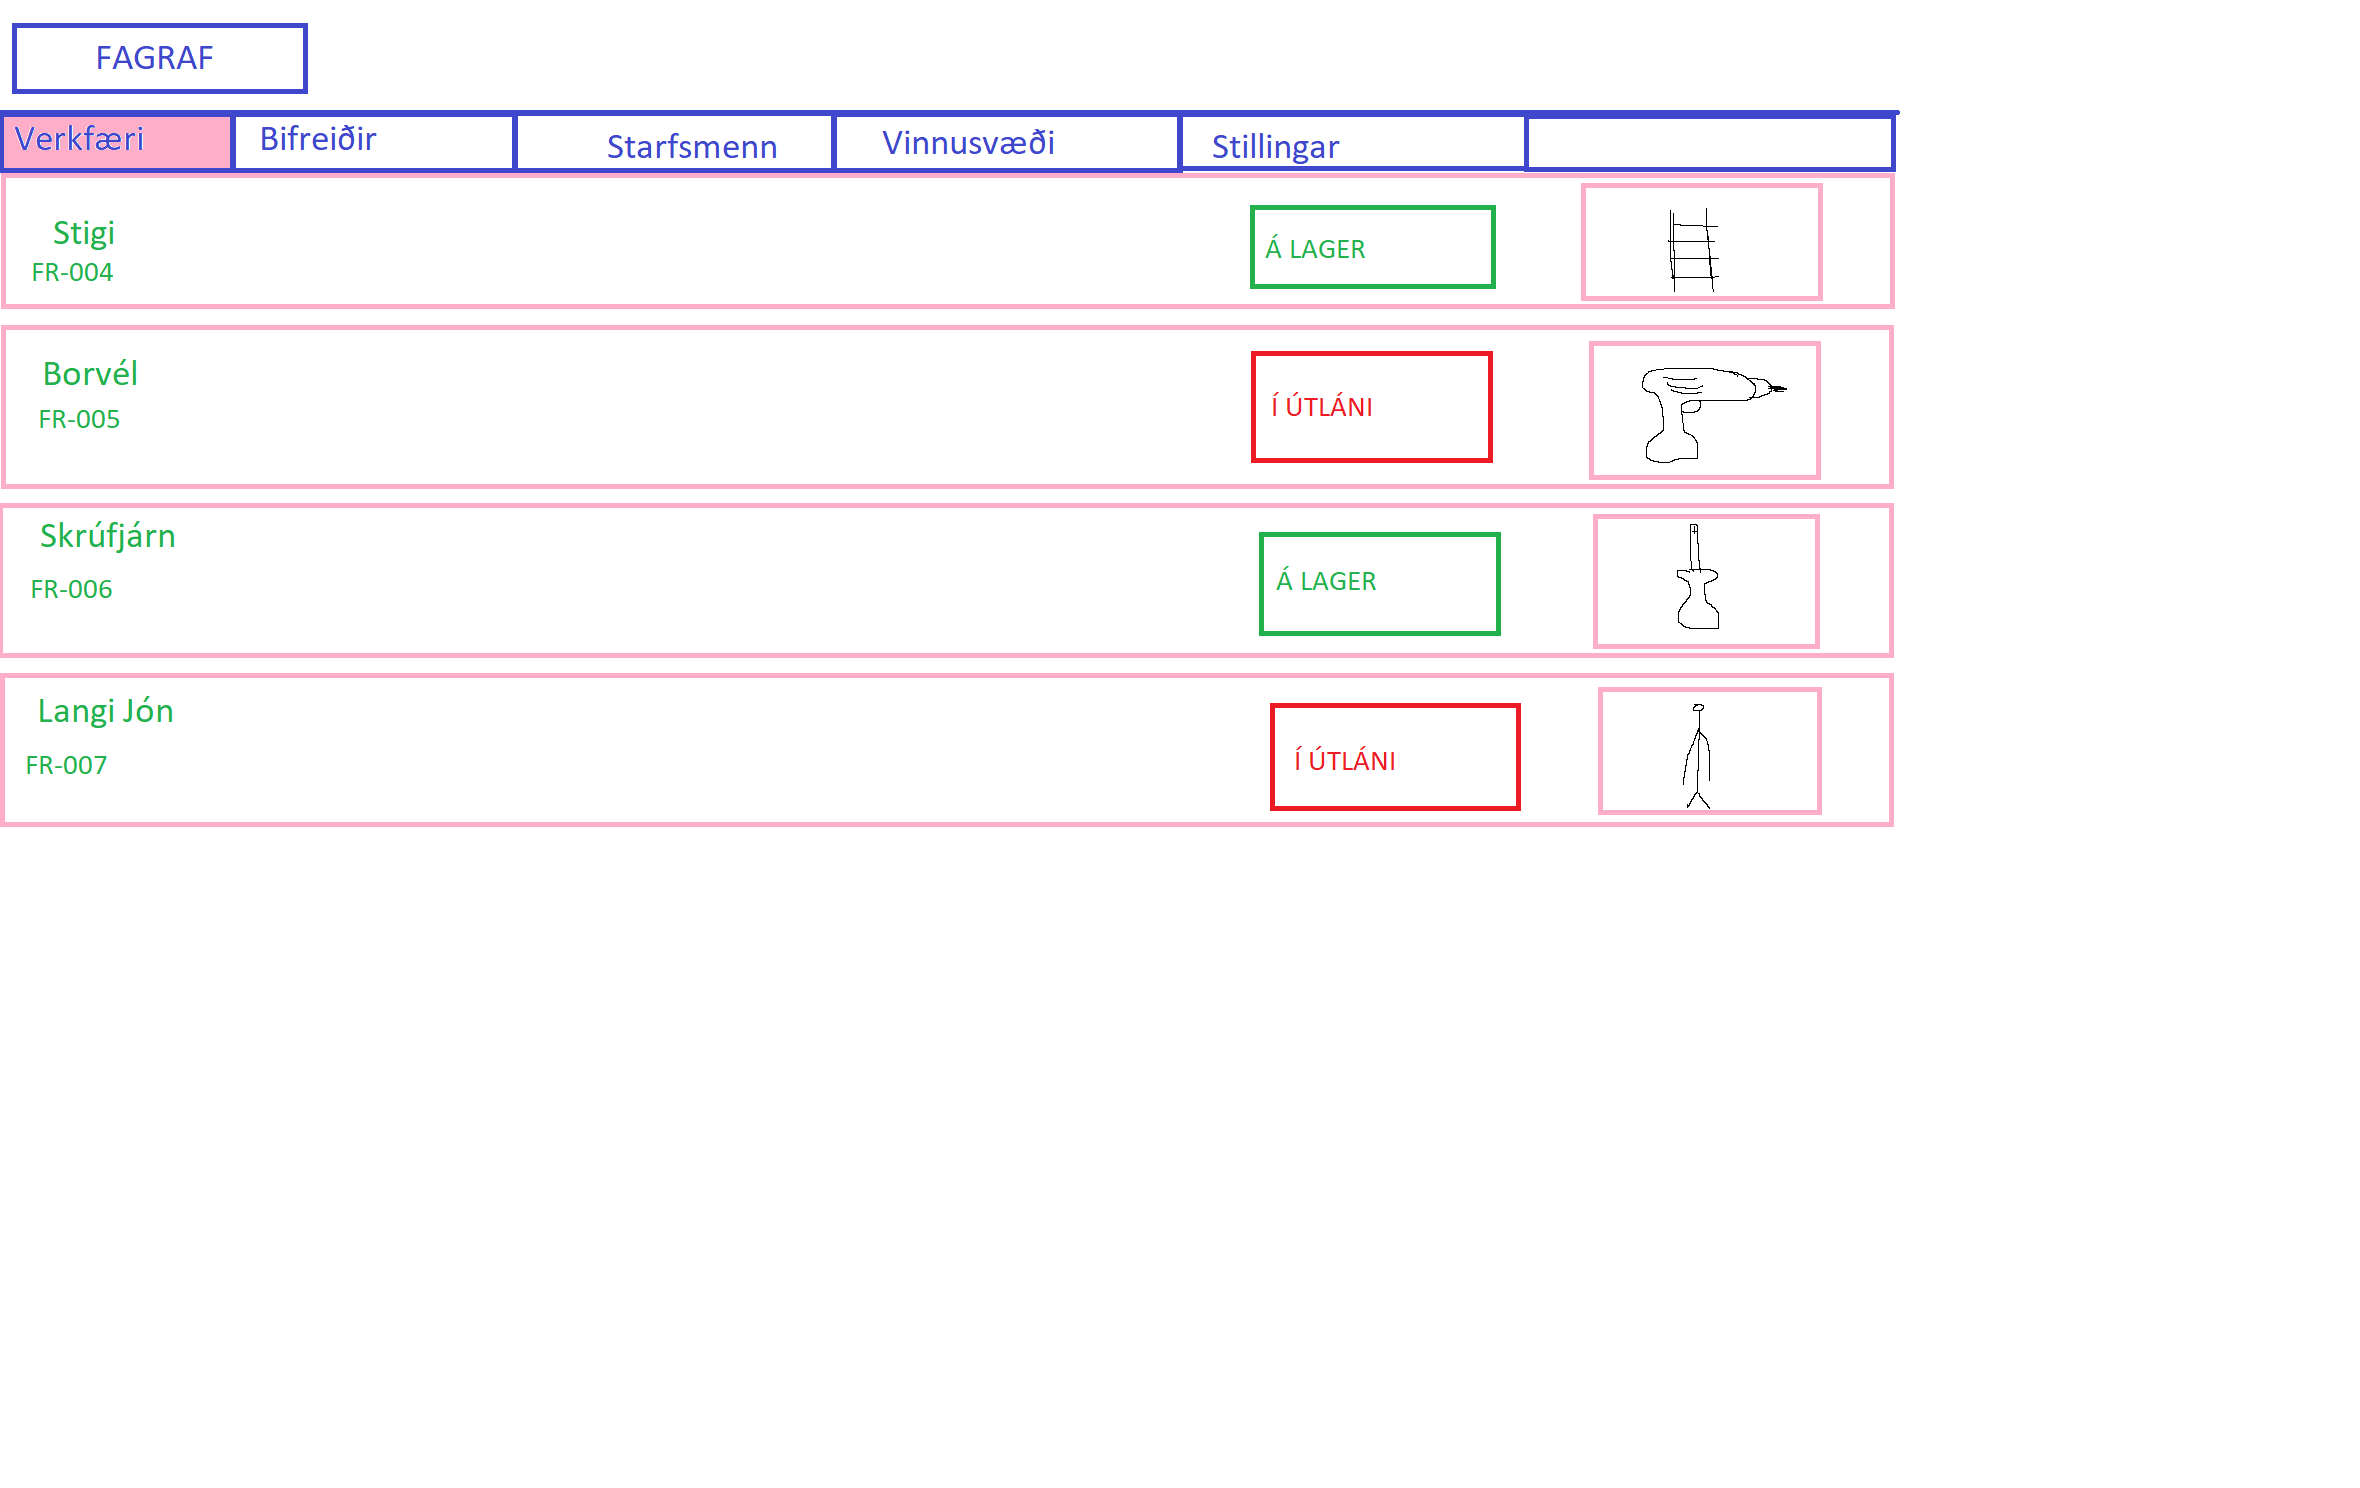 FAGRAF
Verkfæri
Bifreiðir
Starfsmenn
Vinnusvæði
Stillingar
Stigi
FR-004
Á LAGER
Borvél
FR-005
Í ÚTLÁNI
Skrúfjárn
FR-006
Á LAGER
Langi Jón
FR-007
Í ÚTLÁNI